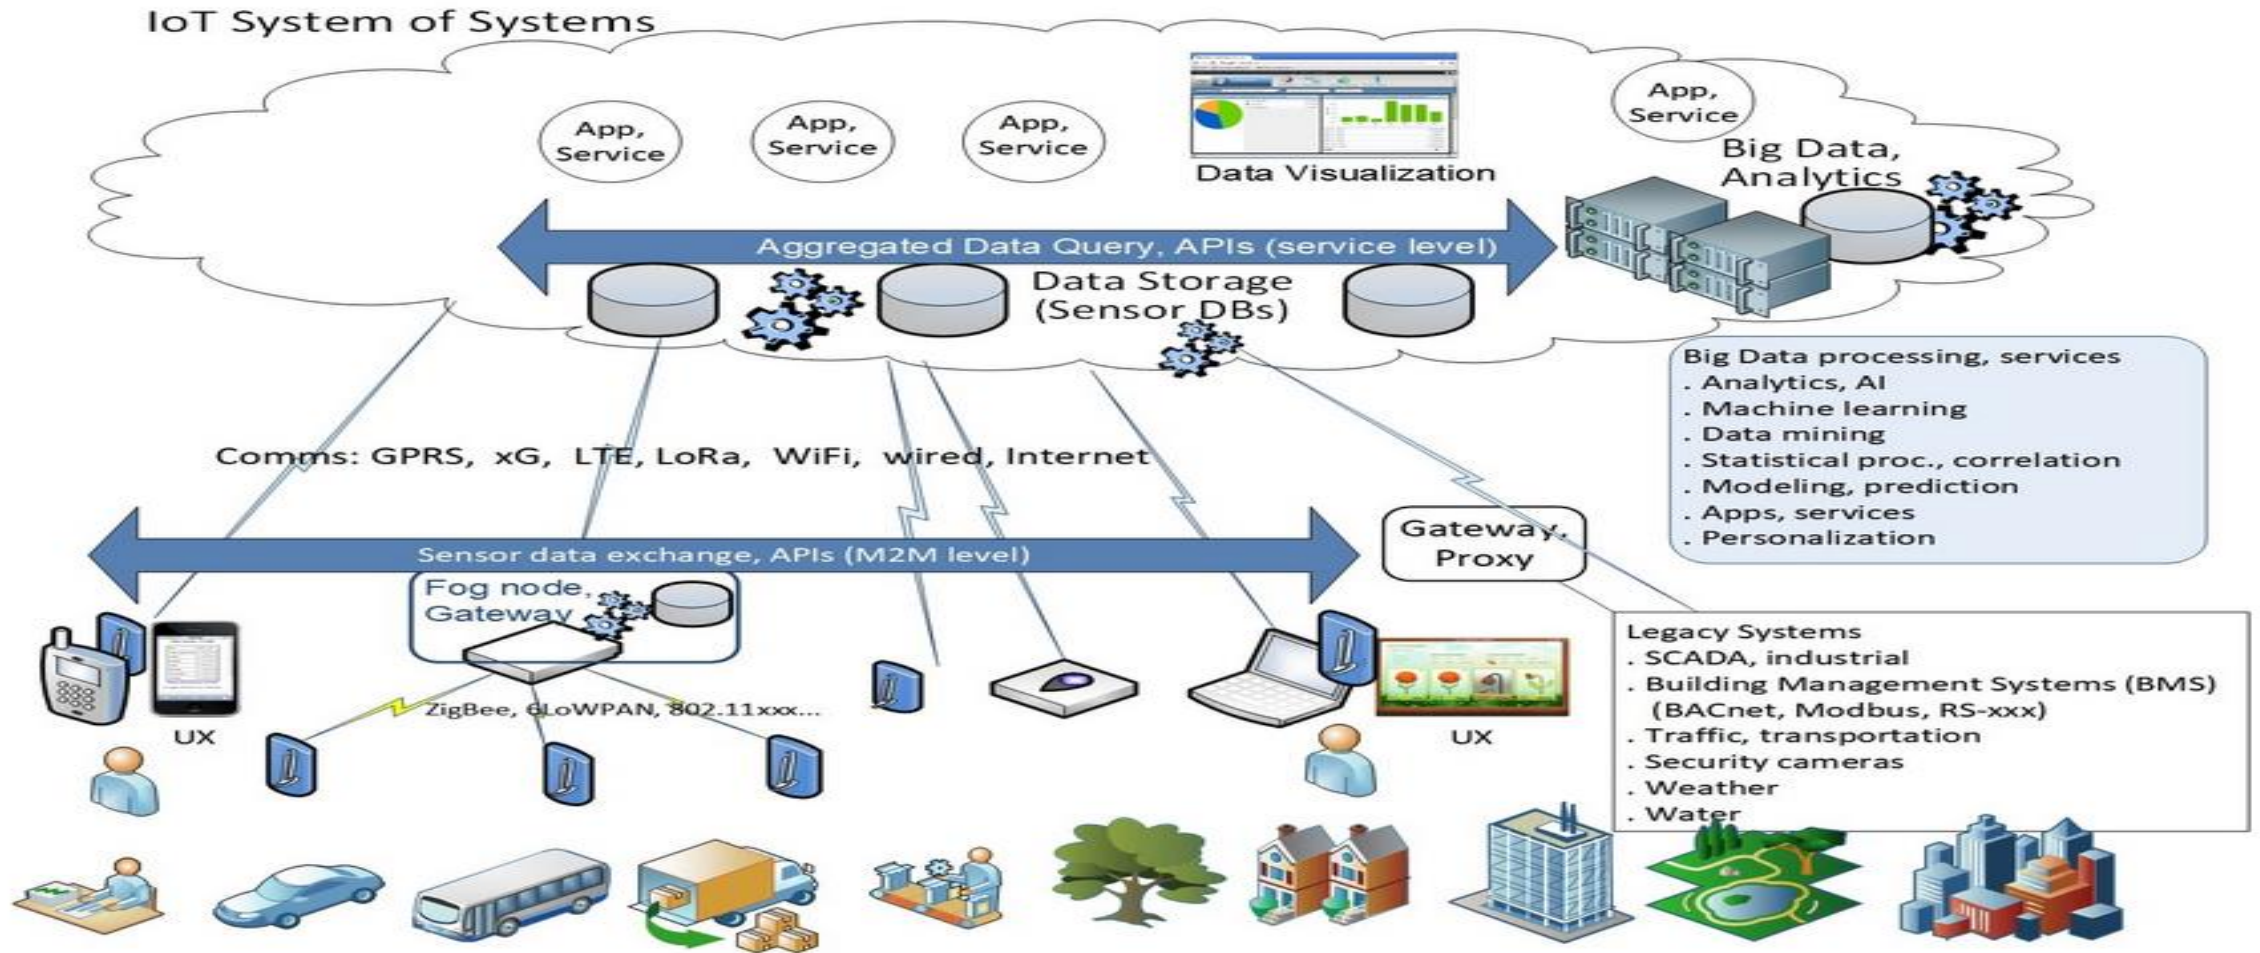 IoT System of Systems
App,
Service
App,
Service
App,
Service
App,
Service
Data Visualization
Big Data,
Analytics
Aggregated Data Query, APIs (service level)
Data Storage
(Sensor DBs)
Big Data processing, services
. Analytics, AI
. Machine learning
. Data mining
. Statistical proc., correlation
. Modeling, prediction
. Apps, services
. Personalization
Comms: GPRS, xG, LTE, LoRa, WiFi, wired, Internet
Sensor data exchange, APIs (M2M level)
Gateway,
Proxy
Fog node,
Gateway
ZigBee, 6LoWPAN, 802.11xxx...
UX
UX
Legacy Systems
. SCADA, industrial
. Building Management Systems (BMS)
(BACnet, Modbus, RS-xxx)
. Traffic, transportation
. Security cameras
. Weather
. Water